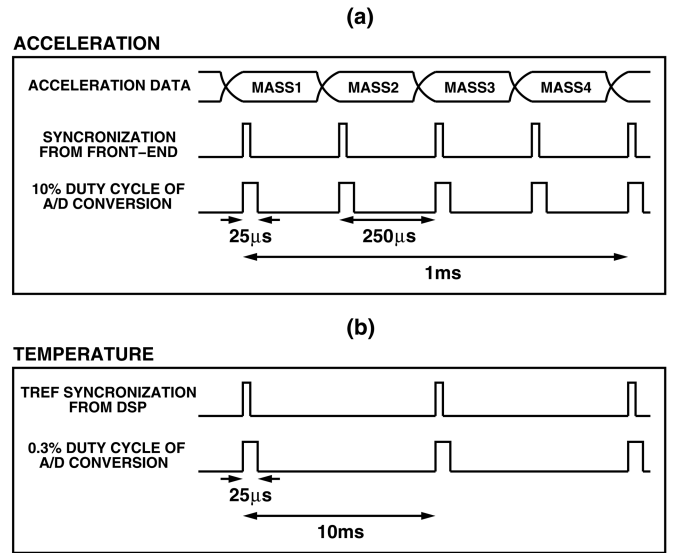 (a)
ACCELERATION
ACCELERATION DATA
MASS1 MASS2 MASS3 MASS4
SYNCRONIZATION
FROM FRONT−END
10% DUTY CYCLE OF
A/D CONVERSION
25μs 250μs
1ms
(b)
TEMPERATURE
TREF SYNCRONIZATION
FROM DSP
0.3% DUTY CYCLE OF
A/D CONVERSION
25μs
10ms